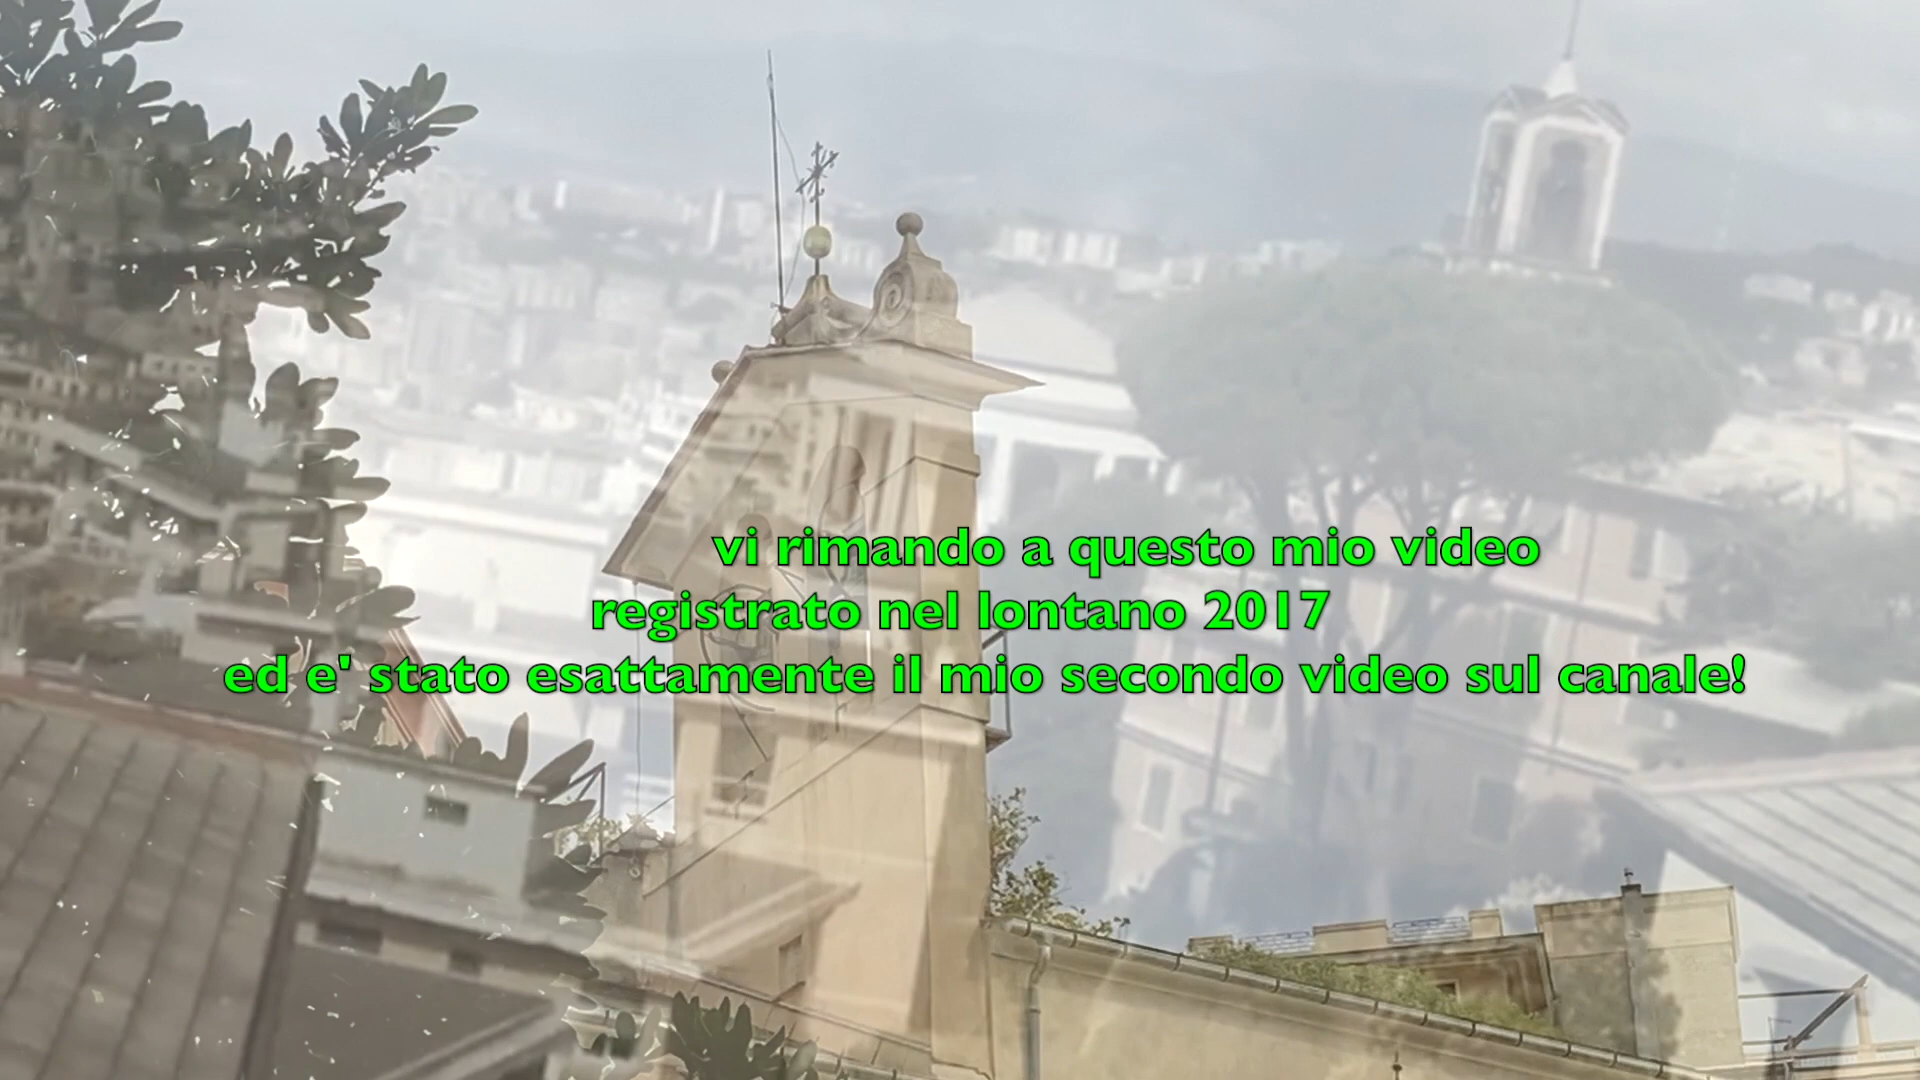 vi rimando a questo mio video
registrato nel lontano 2017
ed e' stato esattamente il mio secondo video sul canale!